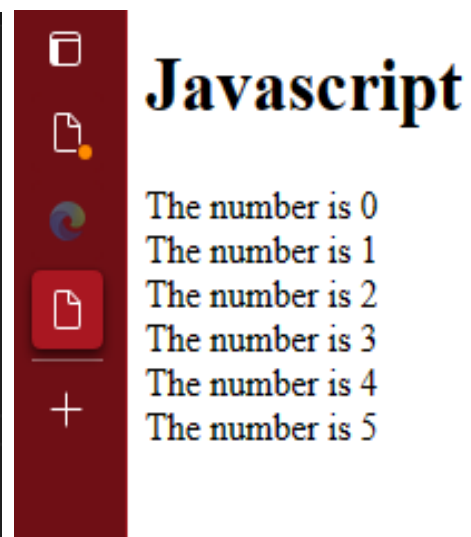 Javascript
The number is 0
The number is 1
The number is 2
The number is 3
The number is 4
The number is 5